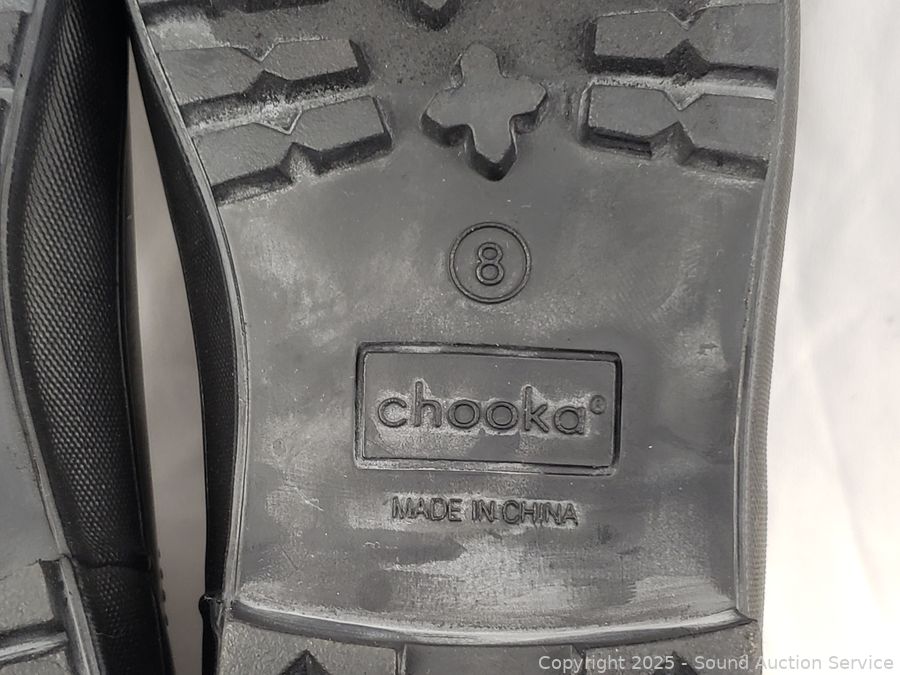 8
chooka®
MADE IN CHINA
Copyright 2025 - Sound Auction Service